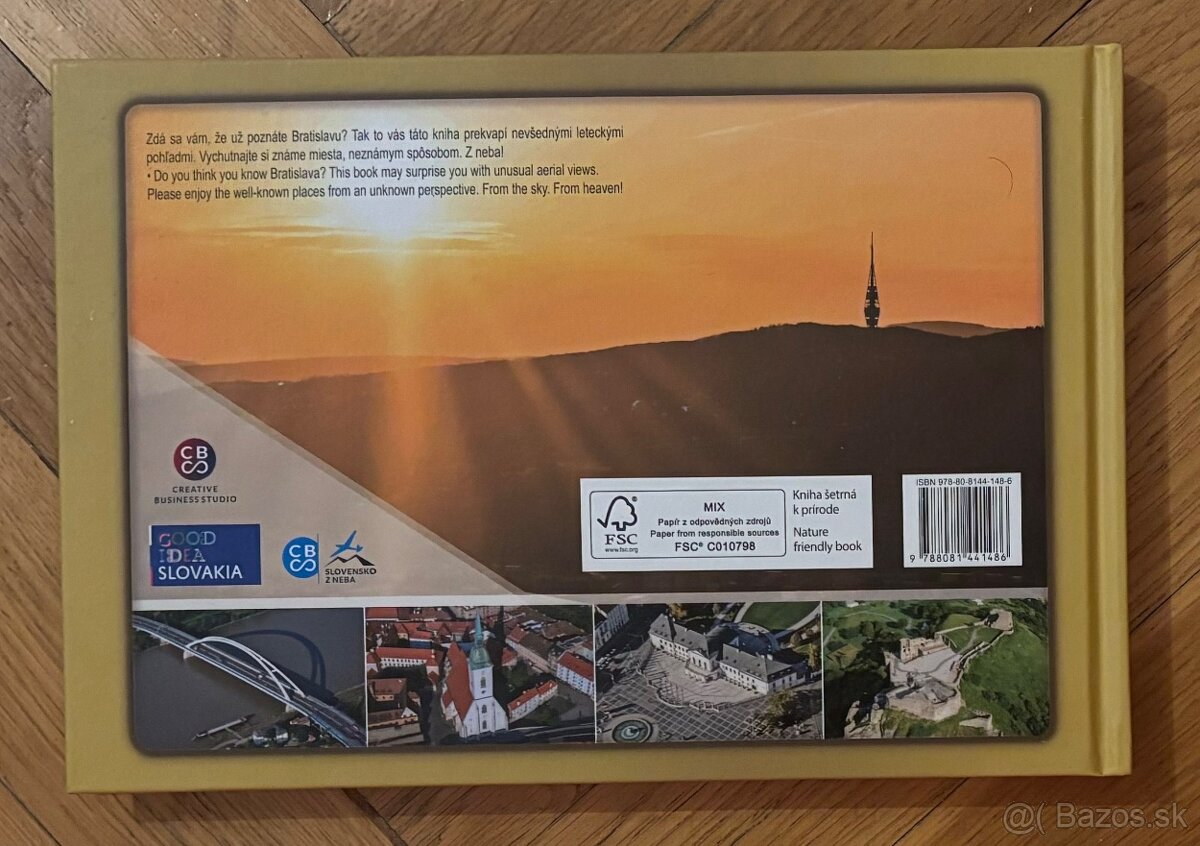 Zdá sa vám, že už poznáte Bratislavu? Tak to vás táto kniha prekvapí nevšednými leteckými
pohľadmi. Vychutnajte si známe miesta, neznámym spôsobom. Z neba!
• Do you think you know Bratislava? This book may surprise you with unusual aerial views.
Please enjoy the well-known places from an unknown perspective. From the sky. From heaven!
CB
CREATIVE
BUSINESS STUDIO
GOOD
IDEA
SLOVAKIA
CB
SLOVENSKO
Z NEBA
FSC
www.fsc.org
MIX
Papír z odpovědných zdrojů
Paper from responsible sources
FSC® C010798
Kniha šetrná
k prírode
Nature
friendly book
ISBN 978-80-8144-148-6
9 788081 441486
@( Bazos.sk